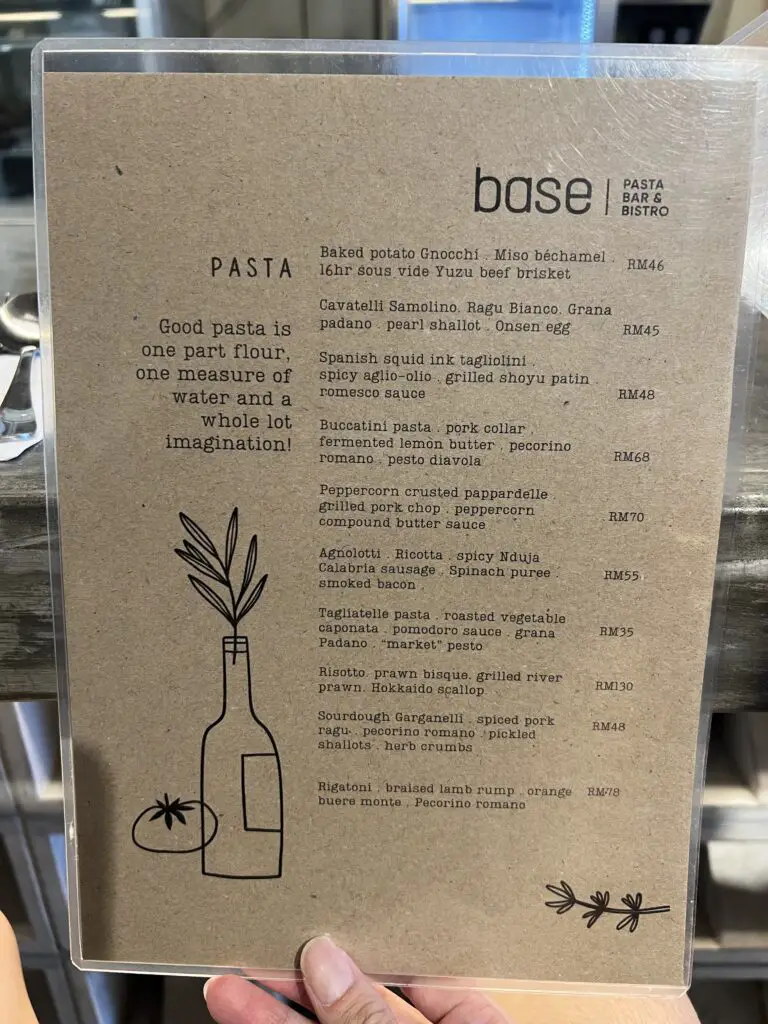 base
PASTA
BAR &
BISTRO
PASTA
Good pasta is
one part flour,
one measure of
water and a
whole lot
imagination!
Baked potato Gnocchi . Miso béchamel .
16hr sous vide Yuzu beef brisket
RM46
Cavatelli Samolino. Ragu Bianco. Grana
padano . pearl shallot . Onsen egg
RM45
Spanish squid ink tagliolini .
spicy aglio-olio . grilled shoyu patin .
romesco sauce
RM48
Buccatini pasta . pork collar .
fermented lemon butter . pecorino
romano . pesto diavola
RM68
Peppercorn crusted pappardelle .
grilled pork chop . peppercorn
compound butter sauce
RM70
Agnolotti . Ricotta . spicy Nduja
Calabria sausage . Spinach puree .
smoked bacon .
RM55
Tagliatelle pasta . roasted vegetable
caponata . pomodoro sauce . grana
Padano . "market" pesto
RM35
Risotto. prawn bisque. grilled river
prawn. Hokkaido scallop
RM130
Sourdough Garganelli . spiced pork
ragu . pecorino romano . pickled
shallots . herb crumbs
RM48
Rigatoni . braised lamb rump . orange
buere monte . Pecorino romano
RM78